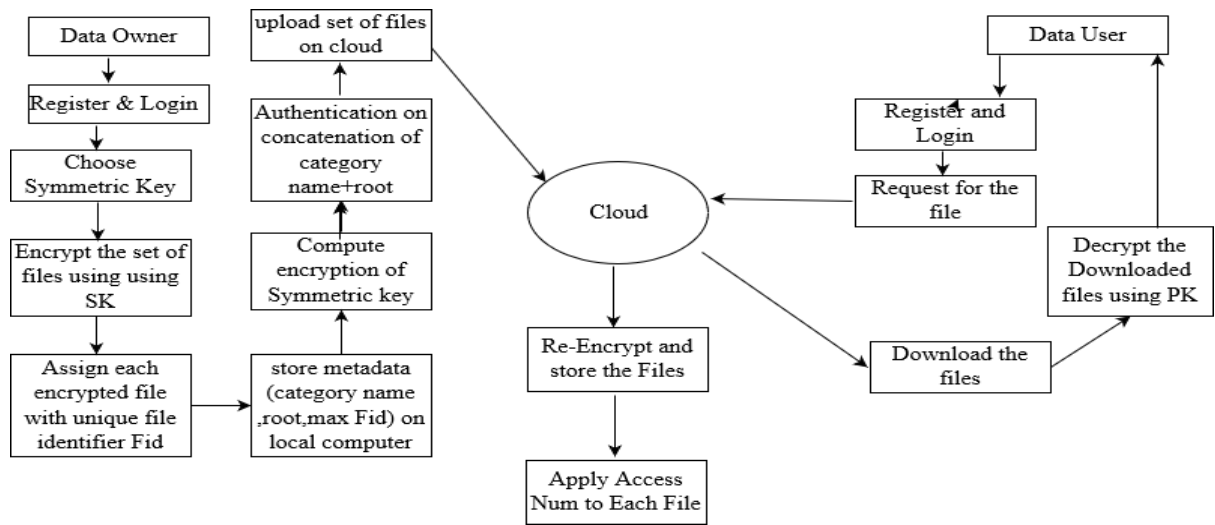 Data Owner
Register & Login
Choose
Symmetric Key
Encrypt the set of
files using using
SK
Assign each
encrypted file
with unique file
identifier Fid
store metadata
(category name
,root,max Fid) on
local computer
Compute
encryption of
Symmetric key
Authentication on
concatenation of
category
name+root
upload set of files
on cloud
Cloud
Re-Encrypt and
store the Files
Apply Access
Num to Each File
Data User
Register and
Login
Request for the
file
Download the
files
Decrypt the
Downloaded
files using PK